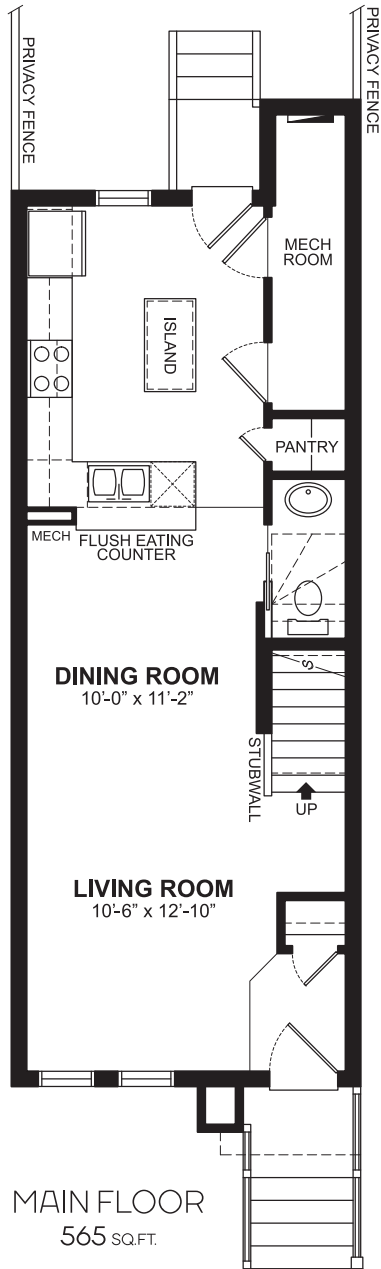 PRIVACY FENCE
PRIVACY FENCE
MECH
ROOM
ISLAND
PANTRY
MECH
FLUSH EATING
COUNTER
S
DINING ROOM
10'-0" x 11'-2"
STUBWALL
UP
LIVING ROOM
10'-6" x 12'-10"
MAIN FLOOR
565 SQ.FT.